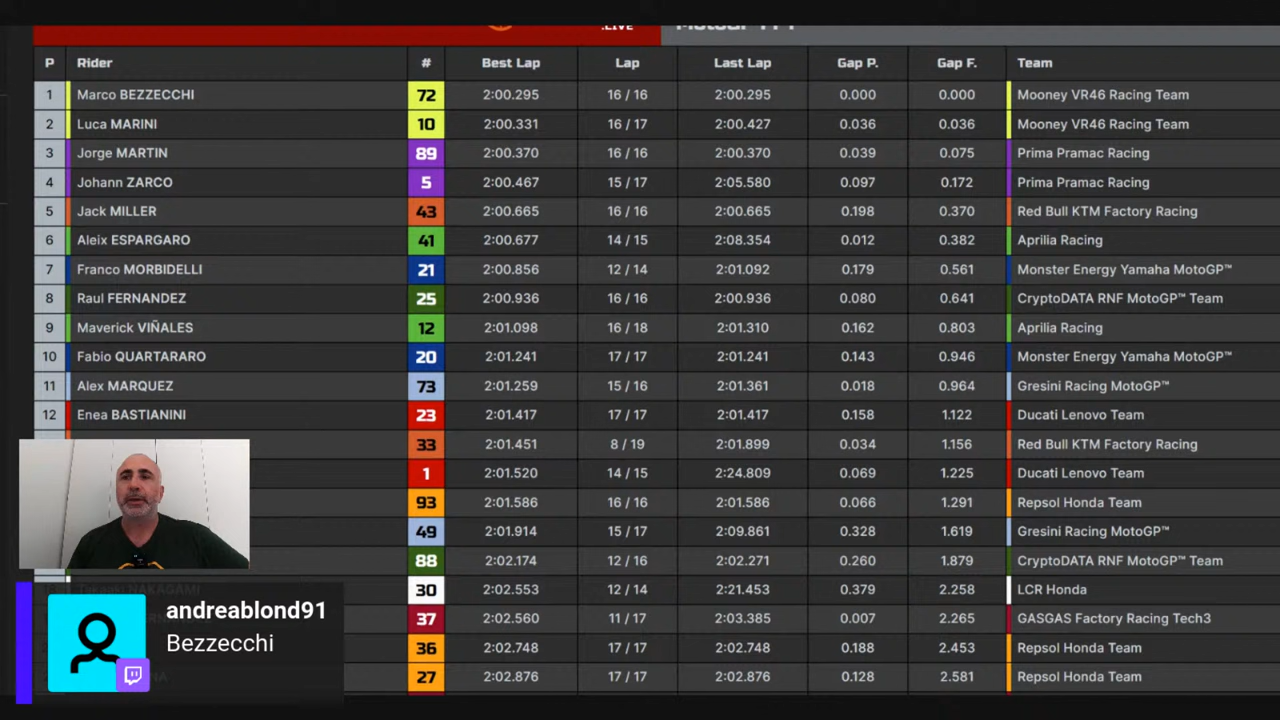 .LIVE
P Rider # Best Lap Lap Last Lap Gap P. Gap F. Team
1 Marco BEZZECCHI 72 2:00.295 16 / 16 2:00.295 0.000 0.000 Mooney VR46 Racing Team
2 Luca MARINI 10 2:00.331 16 / 17 2:00.427 0.036 0.036 Mooney VR46 Racing Team
3 Jorge MARTIN 89 2:00.370 16 / 16 2:00.370 0.039 0.075 Prima Pramac Racing
4 Johann ZARCO 5 2:00.467 15 / 17 2:05.580 0.097 0.172 Prima Pramac Racing
5 Jack MILLER 43 2:00.665 16 / 16 2:00.665 0.198 0.370 Red Bull KTM Factory Racing
6 Aleix ESPARGARO 41 2:00.677 14 / 15 2:08.354 0.012 0.382 Aprilia Racing
7 Franco MORBIDELLI 21 2:00.856 12 / 14 2:01.092 0.179 0.561 Monster Energy Yamaha MotoGP™
8 Raul FERNANDEZ 25 2:00.936 16 / 16 2:00.936 0.080 0.641 CryptoDATA RNF MotoGP™ Team
9 Maverick VIÑALES 12 2:01.098 16 / 18 2:01.310 0.162 0.803 Aprilia Racing
10 Fabio QUARTARARO 20 2:01.241 17 / 17 2:01.241 0.143 0.946 Monster Energy Yamaha MotoGP™
11 Alex MARQUEZ 73 2:01.259 15 / 16 2:01.361 0.018 0.964 Gresini Racing MotoGP™
12 Enea BASTIANINI 23 2:01.417 17 / 17 2:01.417 0.158 1.122 Ducati Lenovo Team
33 2:01.451 8 / 19 2:01.899 0.034 1.156 Red Bull KTM Factory Racing
1 2:01.520 14 / 15 2:24.809 0.069 1.225 Ducati Lenovo Team
93 2:01.586 16 / 16 2:01.586 0.066 1.291 Repsol Honda Team
49 2:01.914 15 / 17 2:09.861 0.328 1.619 Gresini Racing MotoGP™
88 2:02.174 12 / 16 2:02.271 0.260 1.879 CryptoDATA RNF MotoGP™ Team
NAKAGAMI 30 2:02.553 12 / 14 2:21.453 0.379 2.258 LCR Honda
37 2:02.560 11 / 17 2:03.385 0.007 2.265 GASGAS Factory Racing Tech3
36 2:02.748 17 / 17 2:02.748 0.188 2.453 Repsol Honda Team
27 2:02.876 17 / 17 2:02.876 0.128 2.581 Repsol Honda Team
andreablond91
Bezzecchi